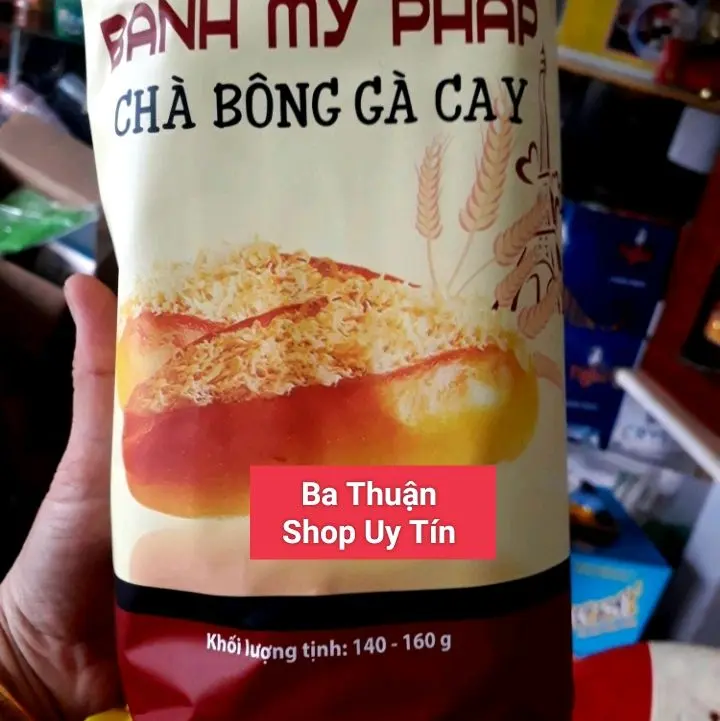 BÁNH MỲ PHÁP
CHÀ BÔNG GÀ CAY
Ba Thuận
Shop Uy Tín
Khối lượng tịnh: 140 - 160 g